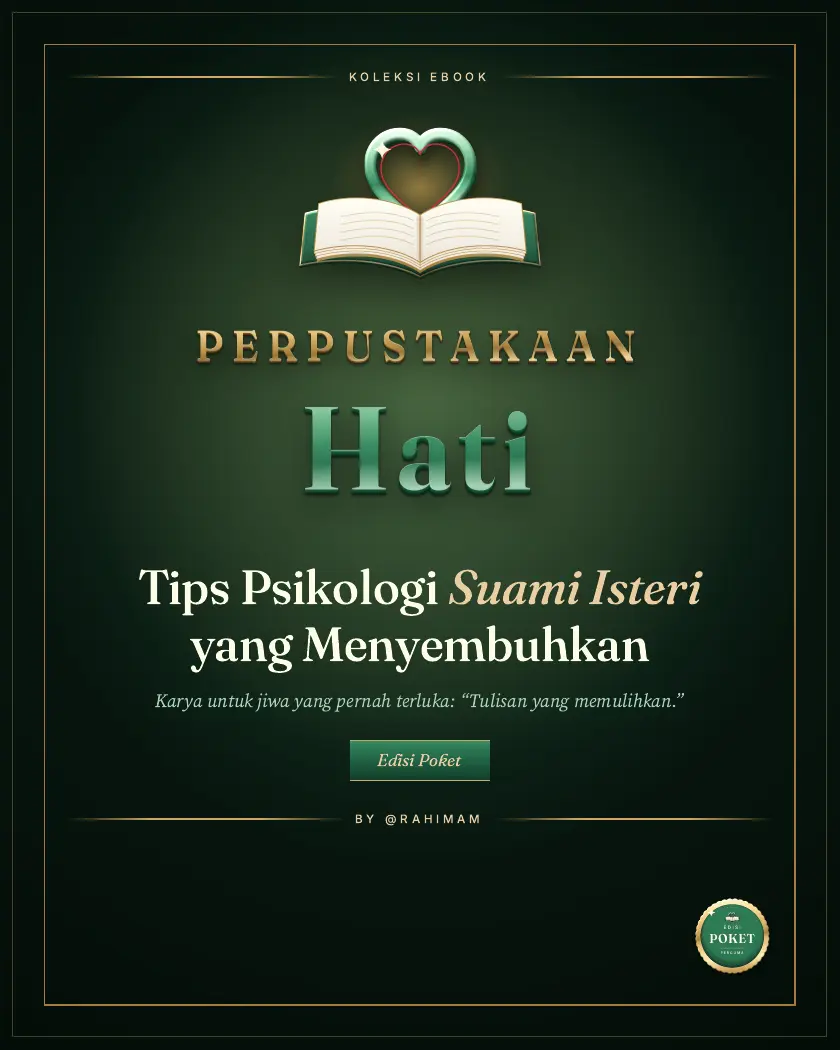 KOLEKSI EBOOK
PERPUSTAKAAN
Hati
Tips Psikologi Suami Isteri
yang Menyembuhkan
Karya untuk jiwa yang pernah terluka: “Tulisan yang memulihkan.”
Edisi Poket
BY @RAHIMAM
EDISI
POKET